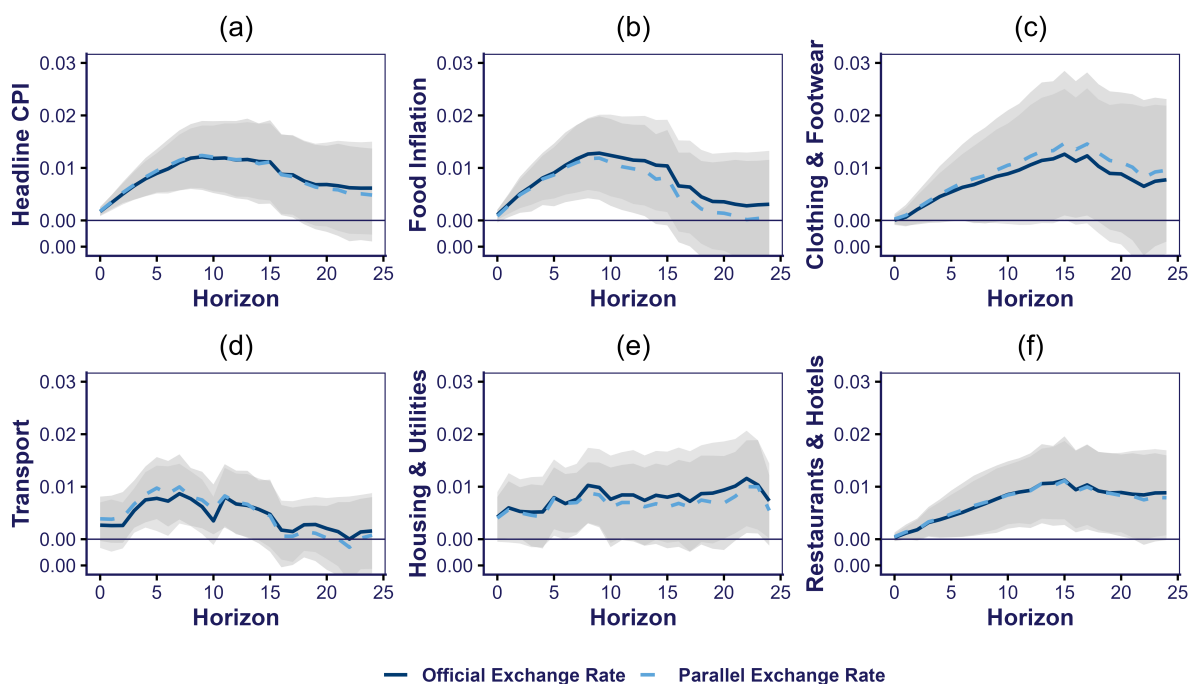 (a)
(b)
(c)
Headline CPI
0.03
0.02
0.01
0.00
0.00
0 5 10 15 20 25
Horizon
Food Inflation
0.03
0.02
0.01
0.00
0.00
0 5 10 15 20 25
Horizon
Clothing & Footwear
0.03
0.02
0.01
0.00
0.00
0 5 10 15 20 25
Horizon
(d)
(e)
(f)
Transport
0.03
0.02
0.01
0.00
0.00
0 5 10 15 20 25
Horizon
Housing & Utilities
0.03
0.02
0.01
0.00
0.00
0 5 10 15 20 25
Horizon
Restaurants & Hotels
0.03
0.02
0.01
0.00
0.00
0 5 10 15 20 25
Horizon
Official Exchange Rate
Parallel Exchange Rate